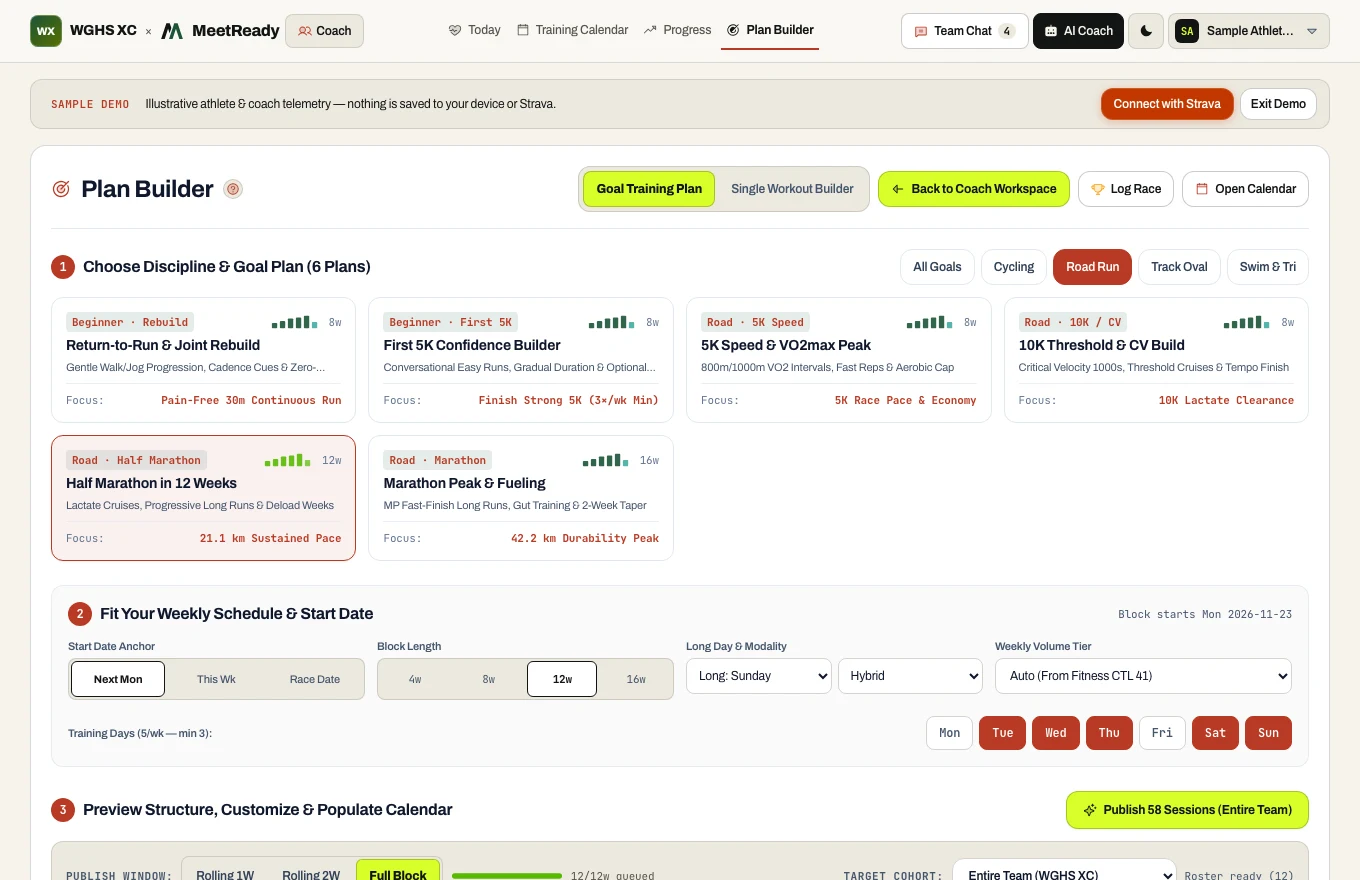 WX WGHS XC × MeetReady Coach Today Training Calendar Progress Plan Builder Team Chat 4 AI Coach SA Sample Athlet...
SAMPLE DEMO Illustrative athlete & coach telemetry — nothing is saved to your device or Strava. Connect with Strava Exit Demo
Plan Builder ? Goal Training Plan Single Workout Builder Back to Coach Workspace Log Race Open Calendar
1 Choose Discipline & Goal Plan (6 Plans) All Goals Cycling Road Run Track Oval Swim & Tri
Beginner · Rebuild 8w
Return-to-Run & Joint Rebuild
Gentle Walk/Jog Progression, Cadence Cues & Zero-...
Focus: Pain-Free 30m Continuous Run
Beginner · First 5K 8w
First 5K Confidence Builder
Conversational Easy Runs, Gradual Duration & Optional...
Focus: Finish Strong 5K (3×/wk Min)
Road · 5K Speed 8w
5K Speed & VO2max Peak
800m/1000m VO2 Intervals, Fast Reps & Aerobic Cap
Focus: 5K Race Pace & Economy
Road · 10K / CV 8w
10K Threshold & CV Build
Critical Velocity 1000s, Threshold Cruises & Tempo Finish
Focus: 10K Lactate Clearance
Road · Half Marathon 12w
Half Marathon in 12 Weeks
Lactate Cruises, Progressive Long Runs & Deload Weeks
Focus: 21.1 km Sustained Pace
Road · Marathon 16w
Marathon Peak & Fueling
MP Fast-Finish Long Runs, Gut Training & 2-Week Taper
Focus: 42.2 km Durability Peak
2 Fit Your Weekly Schedule & Start Date Block starts Mon 2026-11-23
Start Date Anchor Block Length Long Day & Modality Weekly Volume Tier
Next Mon This Wk Race Date 4w 8w 12w 16w Long: Sunday Hybrid Auto (From Fitness CTL 41)
Training Days (5/wk — min 3): Mon Tue Wed Thu Fri Sat Sun
3 Preview Structure, Customize & Populate Calendar Publish 58 Sessions (Entire Team)
PUBLISH WINDOW: Rolling 1W Rolling 2W Full Block 12/12w queued TARGET COHORT: Entire Team (WGHS XC) Roster ready (12)